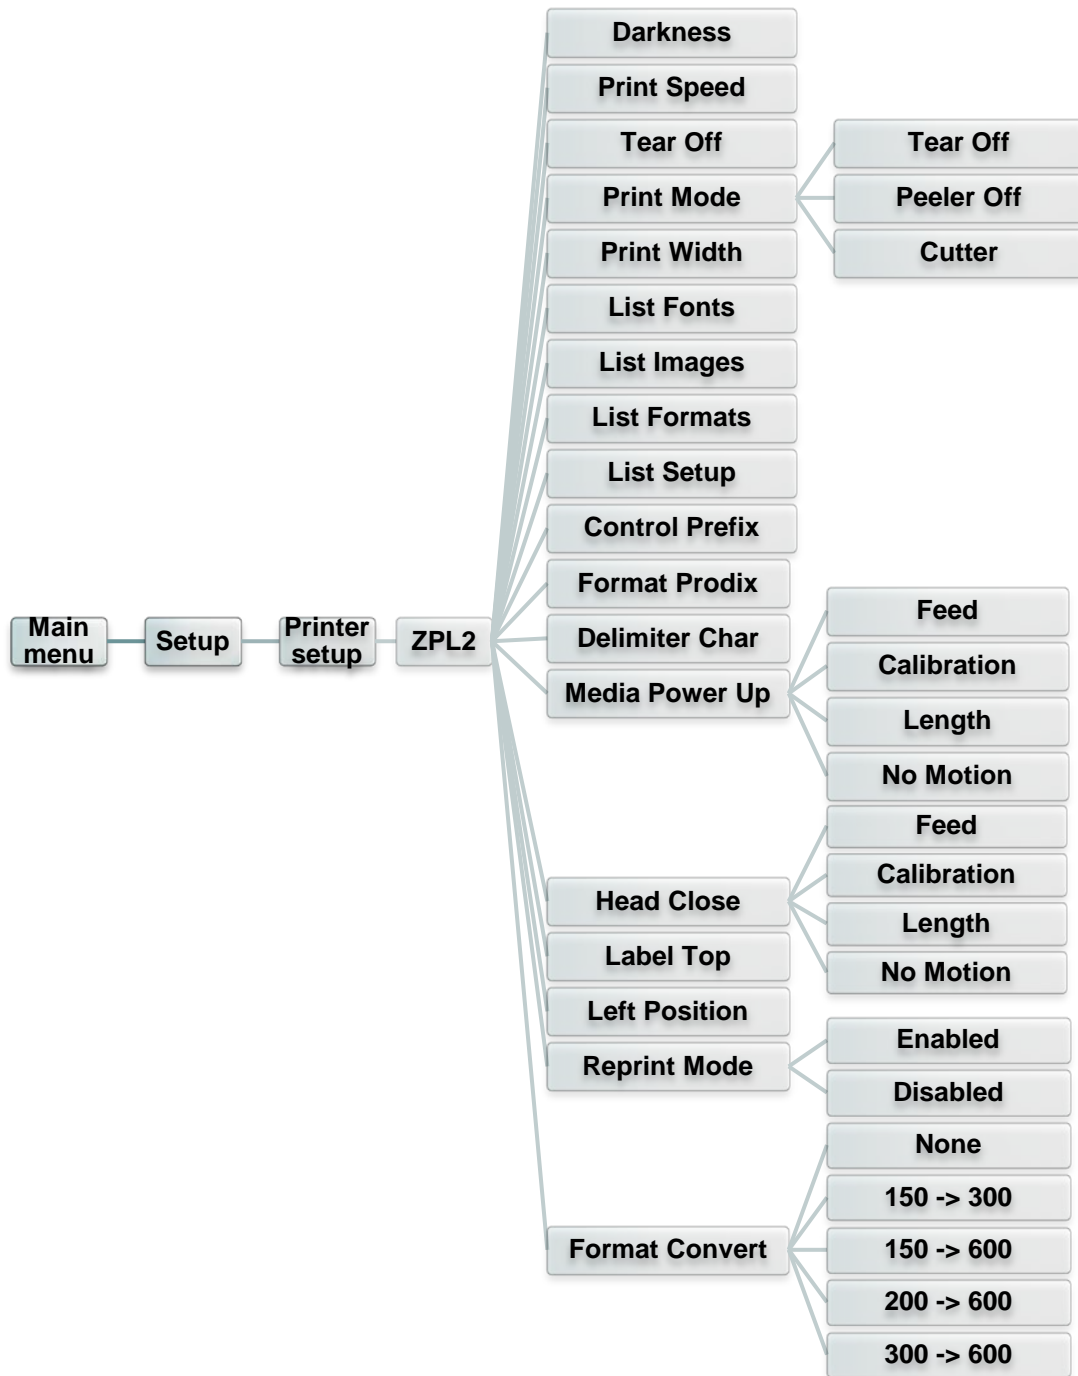 Main
menu
Setup
Printer
setup
ZPL2
Darkness
Print Speed
Tear Off
Print Mode
Tear Off
Peeler Off
Cutter
Print Width
List Fonts
List Images
List Formats
List Setup
Control Prefix
Format Prodix
Delimiter Char
Media Power Up
Feed
Calibration
Length
No Motion
Head Close
Feed
Calibration
Length
No Motion
Label Top
Left Position
Reprint Mode
Enabled
Disabled
Format Convert
None
150 -> 300
150 -> 600
200 -> 600
300 -> 600